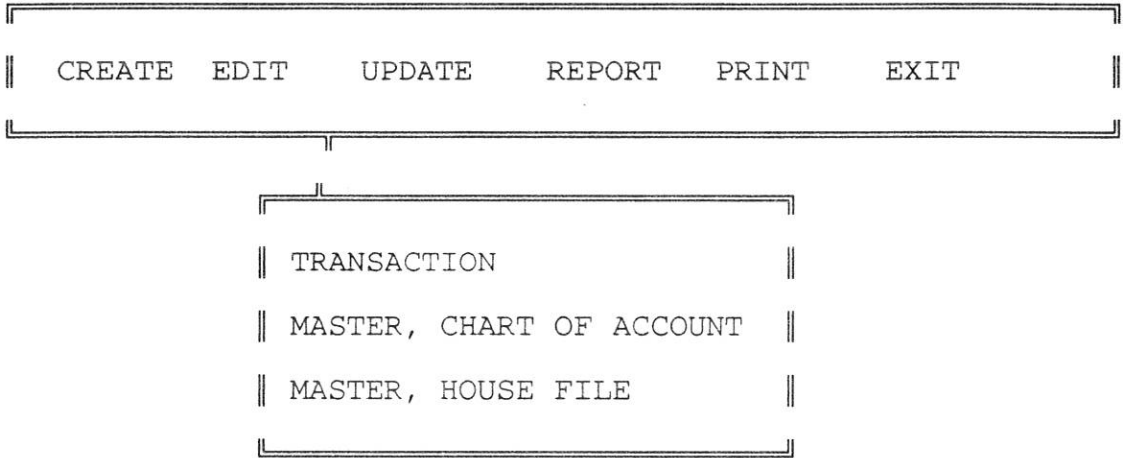 CREATE EDIT UPDATE REPORT PRINT EXIT
TRANSACTION
MASTER, CHART OF ACCOUNT
MASTER, HOUSE FILE